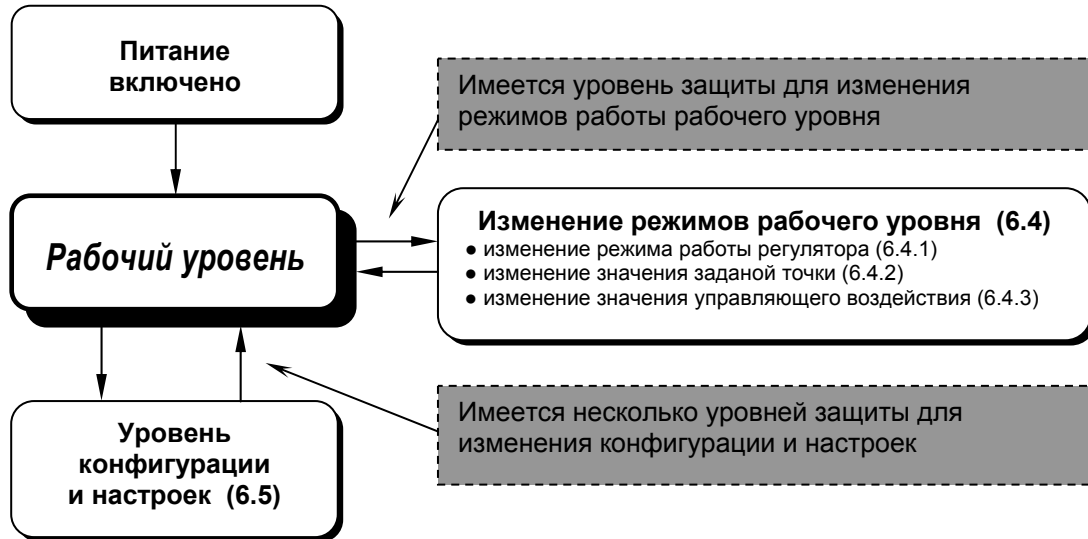 Питание
включено
Имеется уровень защиты для изменения
режимов работы рабочего уровня
Рабочий уровень
Изменение режимов рабочего уровня (6.4)
● изменение режима работы регулятора (6.4.1)
● изменение значения заданой точки (6.4.2)
● изменение значения управляющего воздействия (6.4.3)
Уровень
конфигурации
и настроек (6.5)
Имеется несколько уровней защиты для
изменения конфигурации и настроек